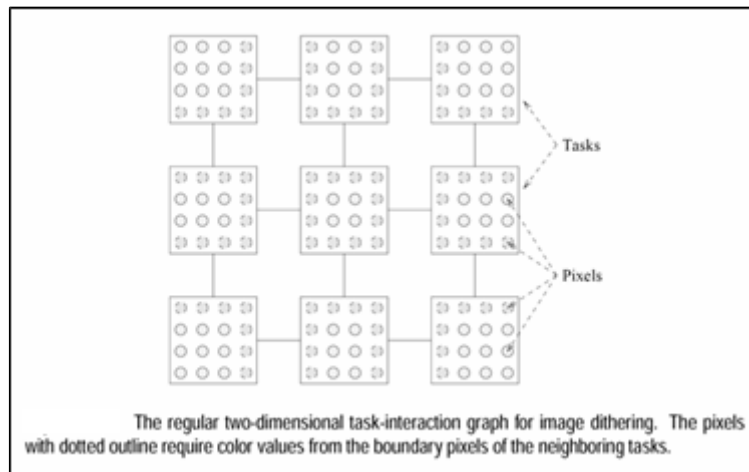 Tasks
Pixels
The regular two-dimensional task-interaction graph for image dithering. The pixels
with dotted outline require color values from the boundary pixels of the neighboring tasks.